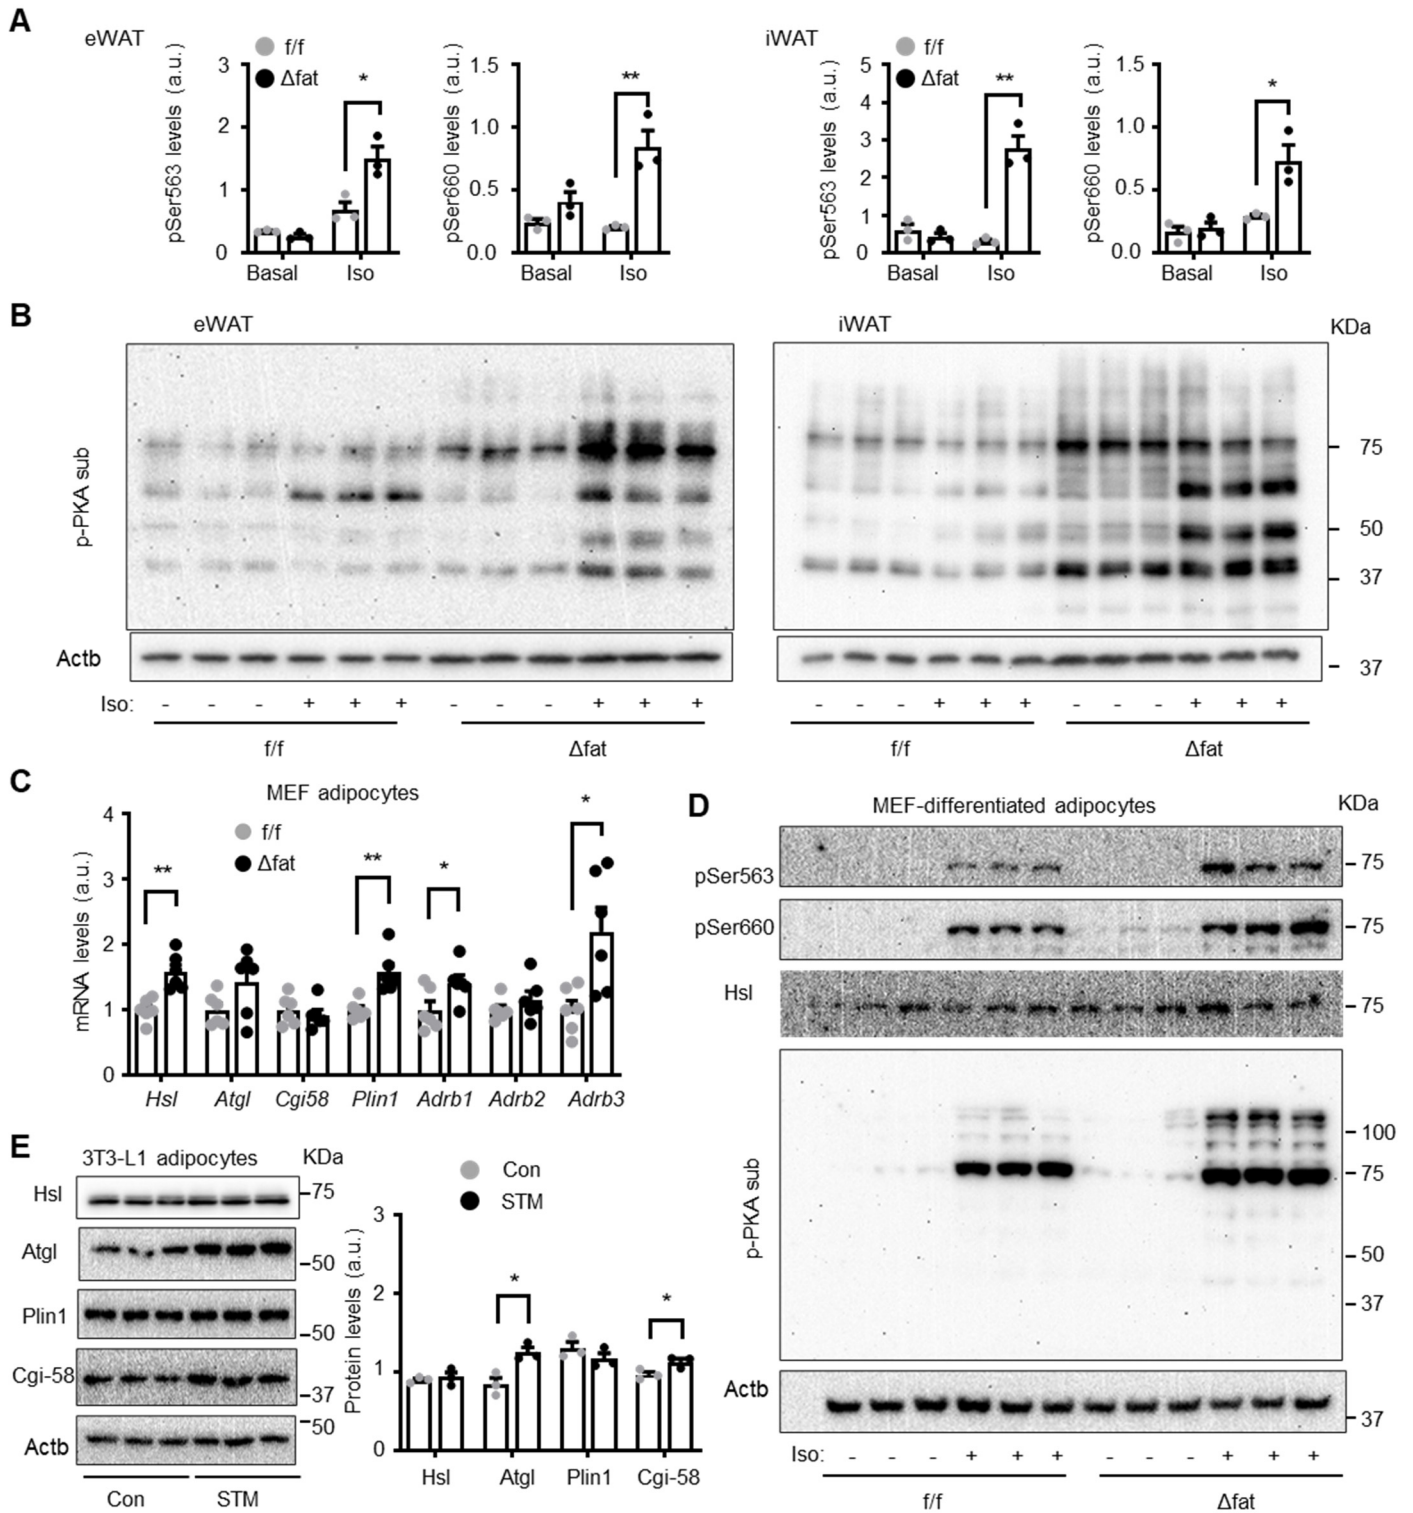 A
eWAT
f/f
Δfat
pSer563 levels (a.u.)
3
2
1
0
*
Basal
Iso
pSer660 levels (a.u.)
1.5
1.0
0.5
0.0
**
Basal
Iso
iWAT
f/f
Δfat
pSer563 levels (a.u.)
5
4
3
2
1
0
**
Basal
Iso
pSer660 levels (a.u.)
1.5
1.0
0.5
0.0
*
Basal
Iso
B
eWAT
iWAT
KDa
p-PKA sub
75
50
37
Actb
37
Iso: - - - + + + - - - + + + - - - + + + - - - + + +
f/f
Δfat
f/f
Δfat
C
MEF adipocytes
f/f
Δfat
mRNA levels (a.u.)
4
3
2
1
0
**
**
*
*
Hsl
Atgl
Cgi58
Plin1
Adrb1
Adrb2
Adrb3
D
MEF-differentiated adipocytes
KDa
pSer563
75
pSer660
75
Hsl
75
p-PKA sub
100
75
50
37
Actb
37
Iso: - - - + + + - - - + + +
f/f
Δfat
E
3T3-L1 adipocytes
KDa
Hsl
75
Atgl
50
Plin1
50
Cgi-58
37
50
Actb
Con
STM
Con
STM
Protein levels (a.u.)
3
2
1
0
*
*
Hsl
Atgl
Plin1
Cgi-58